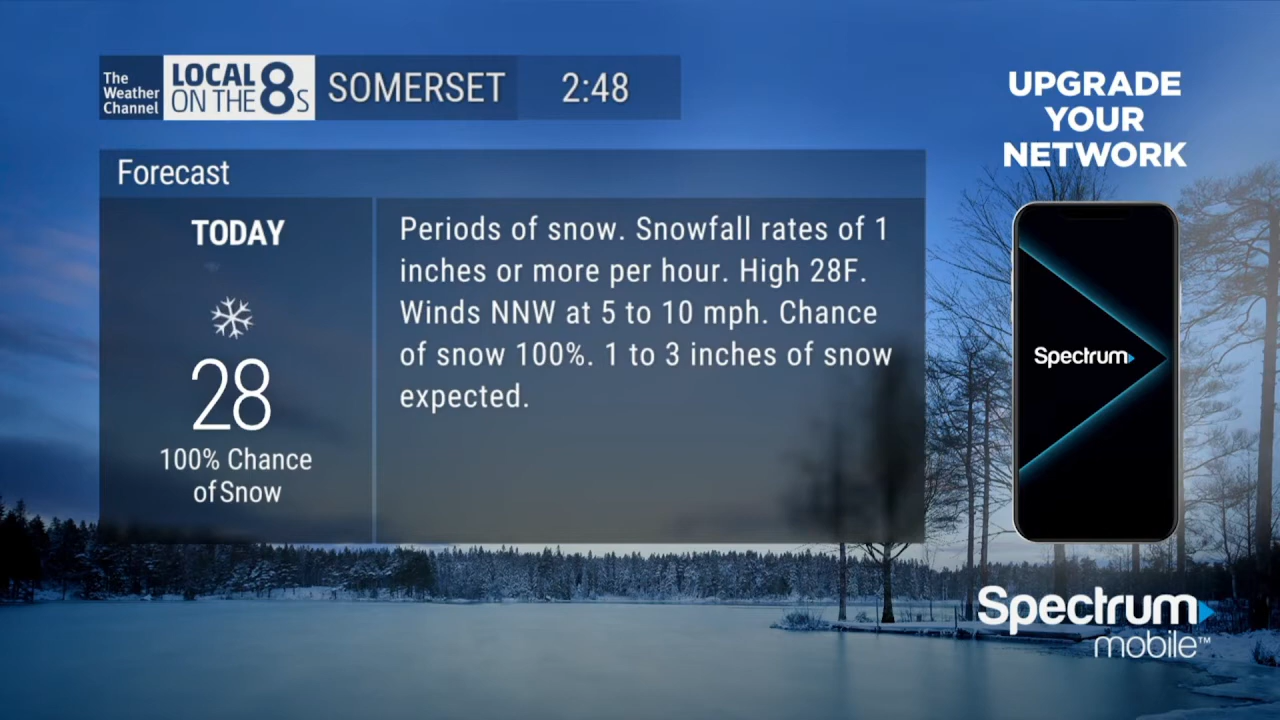 The
Weather
Channel
LOCAL
ON THE 8s
SOMERSET
2:48
Forecast
TODAY
28
100% Chance
of Snow
Periods of snow. Snowfall rates of 1
inches or more per hour. High 28F.
Winds NNW at 5 to 10 mph. Chance
of snow 100%. 1 to 3 inches of snow
expected.
UPGRADE
YOUR
NETWORK
Spectrum
Spectrum
mobile™